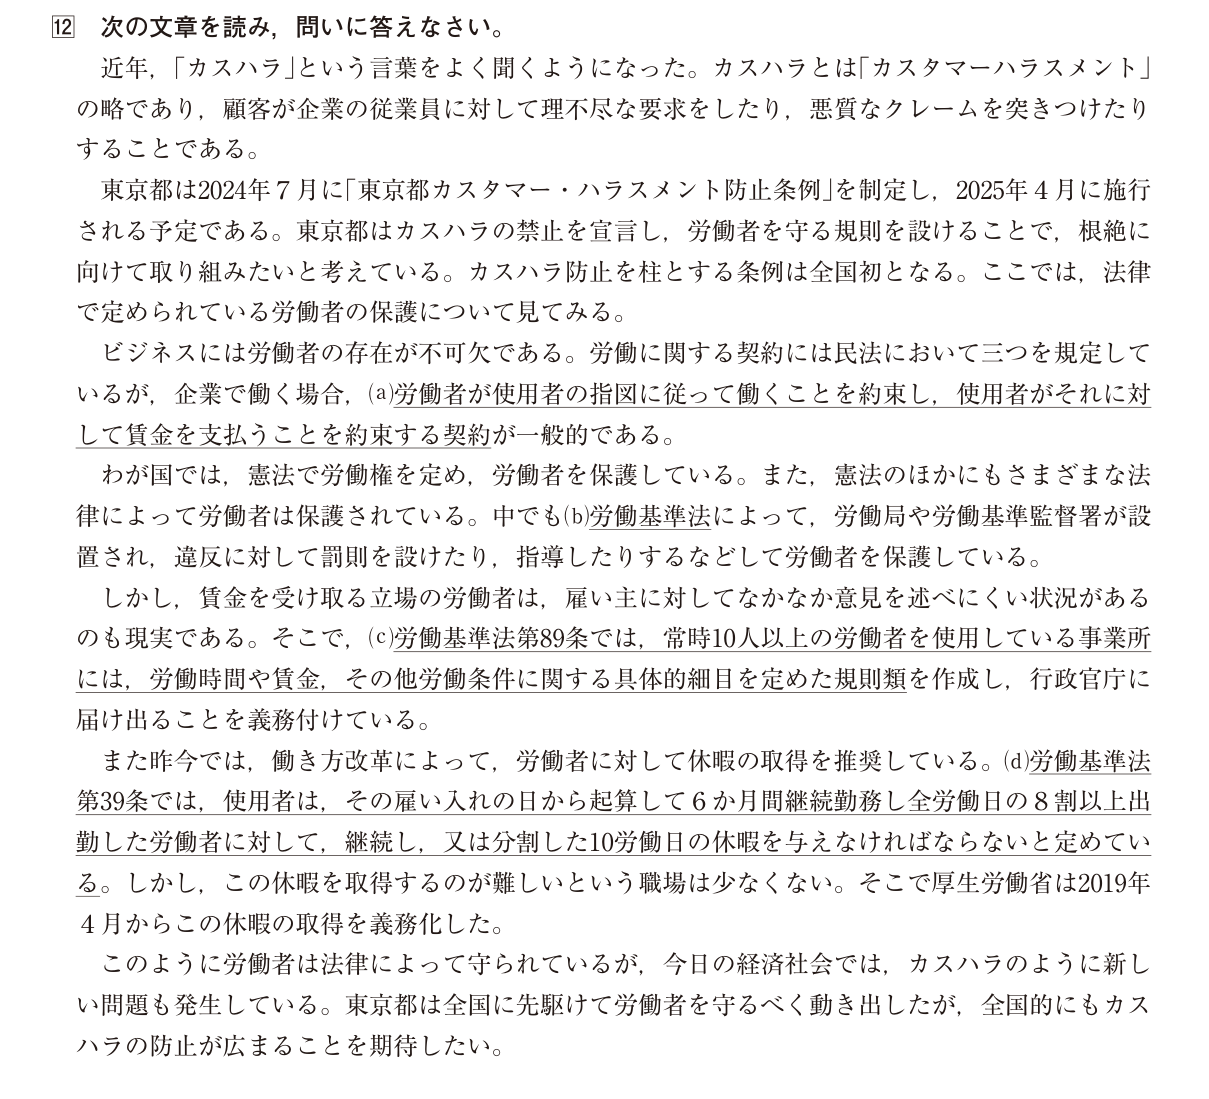 12 次の文章を読み，問いに答えなさい。
近年，「カスハラ」という言葉をよく聞くようになった。カスハラとは「カスタマーハラスメント」
の略であり，顧客が企業の従業員に対して理不尽な要求をしたり，悪質なクレームを突きつけたり
することである。
東京都は2024年７月に「東京都カスタマー・ハラスメント防止条例」を制定し，2025年４月に施行
される予定である。東京都はカスハラの禁止を宣言し，労働者を守る規則を設けることで，根絶に
向けて取り組みたいと考えている。カスハラ防止を柱とする条例は全国初となる。ここでは，法律
で定められている労働者の保護について見てみる。
ビジネスには労働者の存在が不可欠である。労働に関する契約には民法において三つを規定して
いるが，企業で働く場合，(a)労働者が使用者の指図に従って働くことを約束し，使用者がそれに対
して賃金を支払うことを約束する契約が一般的である。
わが国では，憲法で労働権を定め，労働者を保護している。また，憲法のほかにもさまざまな法
律によって労働者は保護されている。中でも(b)労働基準法によって，労働局や労働基準監督署が設
置され，違反に対して罰則を設けたり，指導したりするなどして労働者を保護している。
しかし，賃金を受け取る立場の労働者は，雇い主に対してなかなか意見を述べにくい状況がある
のも現実である。そこで，(c)労働基準法第89条では，常時10人以上の労働者を使用している事業所
には，労働時間や賃金，その他労働条件に関する具体的細目を定めた規則類を作成し，行政官庁に
届け出ることを義務付けている。
また昨今では，働き方改革によって，労働者に対して休暇の取得を推奨している。(d)労働基準法
第39条では，使用者は，その雇い入れの日から起算して６か月間継続勤務し全労働日の８割以上出
勤した労働者に対して，継続し，又は分割した10労働日の休暇を与えなければならないと定めてい
る。しかし，この休暇を取得するのが難しいという職場は少なくない。そこで厚生労働省は2019年
４月からこの休暇の取得を義務化した。
このように労働者は法律によって守られているが，今日の経済社会では，カスハラのように新し
い問題も発生している。東京都は全国に先駆けて労働者を守るべく動き出したが，全国的にもカス
ハラの防止が広まることを期待したい。